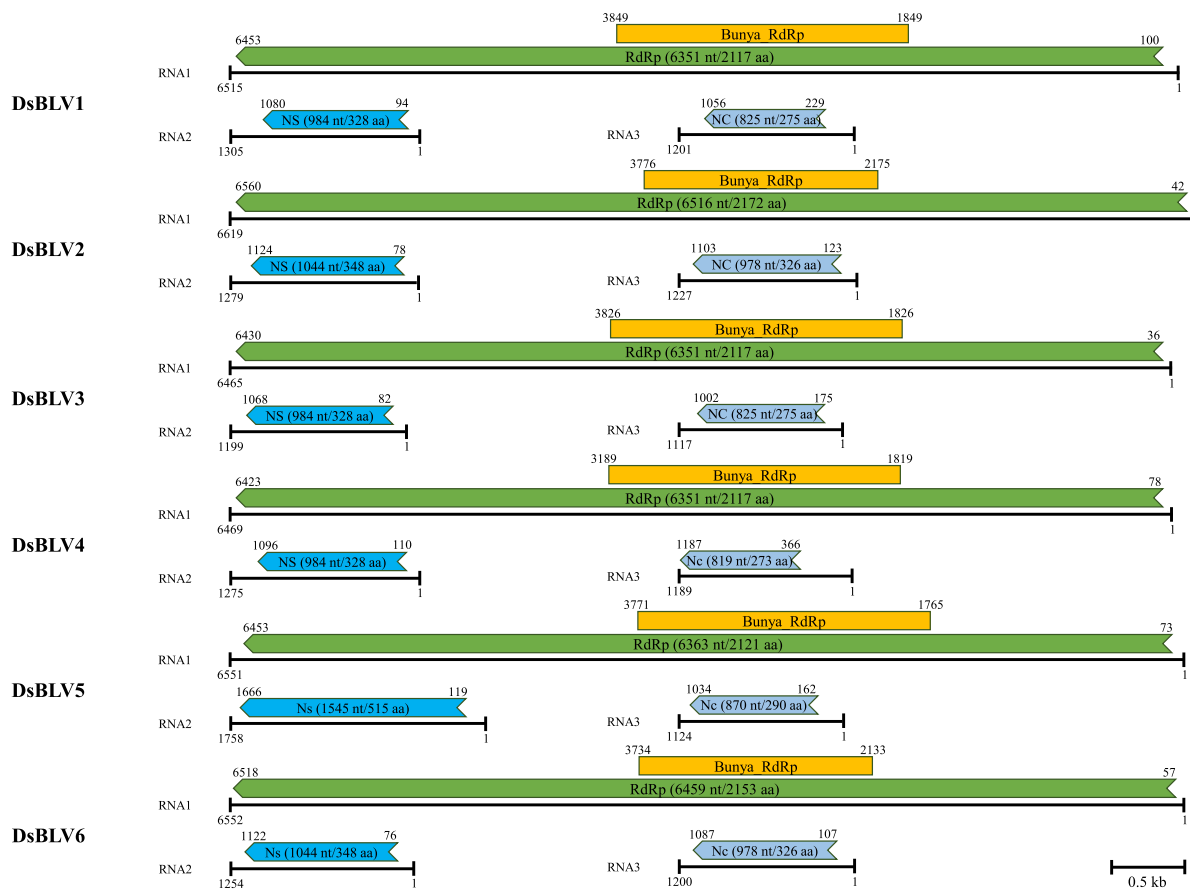 3849 1849
Bunya_RdRp
6453 100
RdRp (6351 nt/2117 aa)
RNA1
6515 1
DsBLV1
1080 94 1056 229
NS (984 nt/328 aa) NC (825 nt/275 aa)
RNA2 RNA3
1305 1 1201 1
3776 2175
Bunya_RdRp
6560 42
RdRp (6516 nt/2172 aa)
RNA1
6619
DsBLV2
1124 78 1103 123
NS (1044 nt/348 aa) NC (978 nt/326 aa)
RNA2 RNA3
1279 1 1227 1
3826 1826
Bunya_RdRp
6430 36
RdRp (6351 nt/2117 aa)
RNA1
6465 1
DsBLV3
1068 82 1002 175
NS (984 nt/328 aa) NC (825 nt/275 aa)
RNA2 RNA3
1199 1 1117 1
3189 1819
Bunya_RdRp
6423 78
RdRp (6351 nt/2117 aa)
RNA1
6469 1
DsBLV4
1096 110 1187 366
NS (984 nt/328 aa) Nc (819 nt/273 aa)
RNA2 RNA3
1275 1 1189 1
3771 1765
Bunya_RdRp
6453 73
RdRp (6363 nt/2121 aa)
RNA1
6551 1
DsBLV5
1666 119 1034 162
Ns (1545 nt/515 aa) Nc (870 nt/290 aa)
RNA2 RNA3
1758 1 1124 1
3734 2133
Bunya_RdRp
6518 57
RdRp (6459 nt/2153 aa)
RNA1
6552 1
DsBLV6
1122 76 1087 107
Ns (1044 nt/348 aa) Nc (978 nt/326 aa)
RNA2 RNA3
1254 1 1200 1
0.5 kb